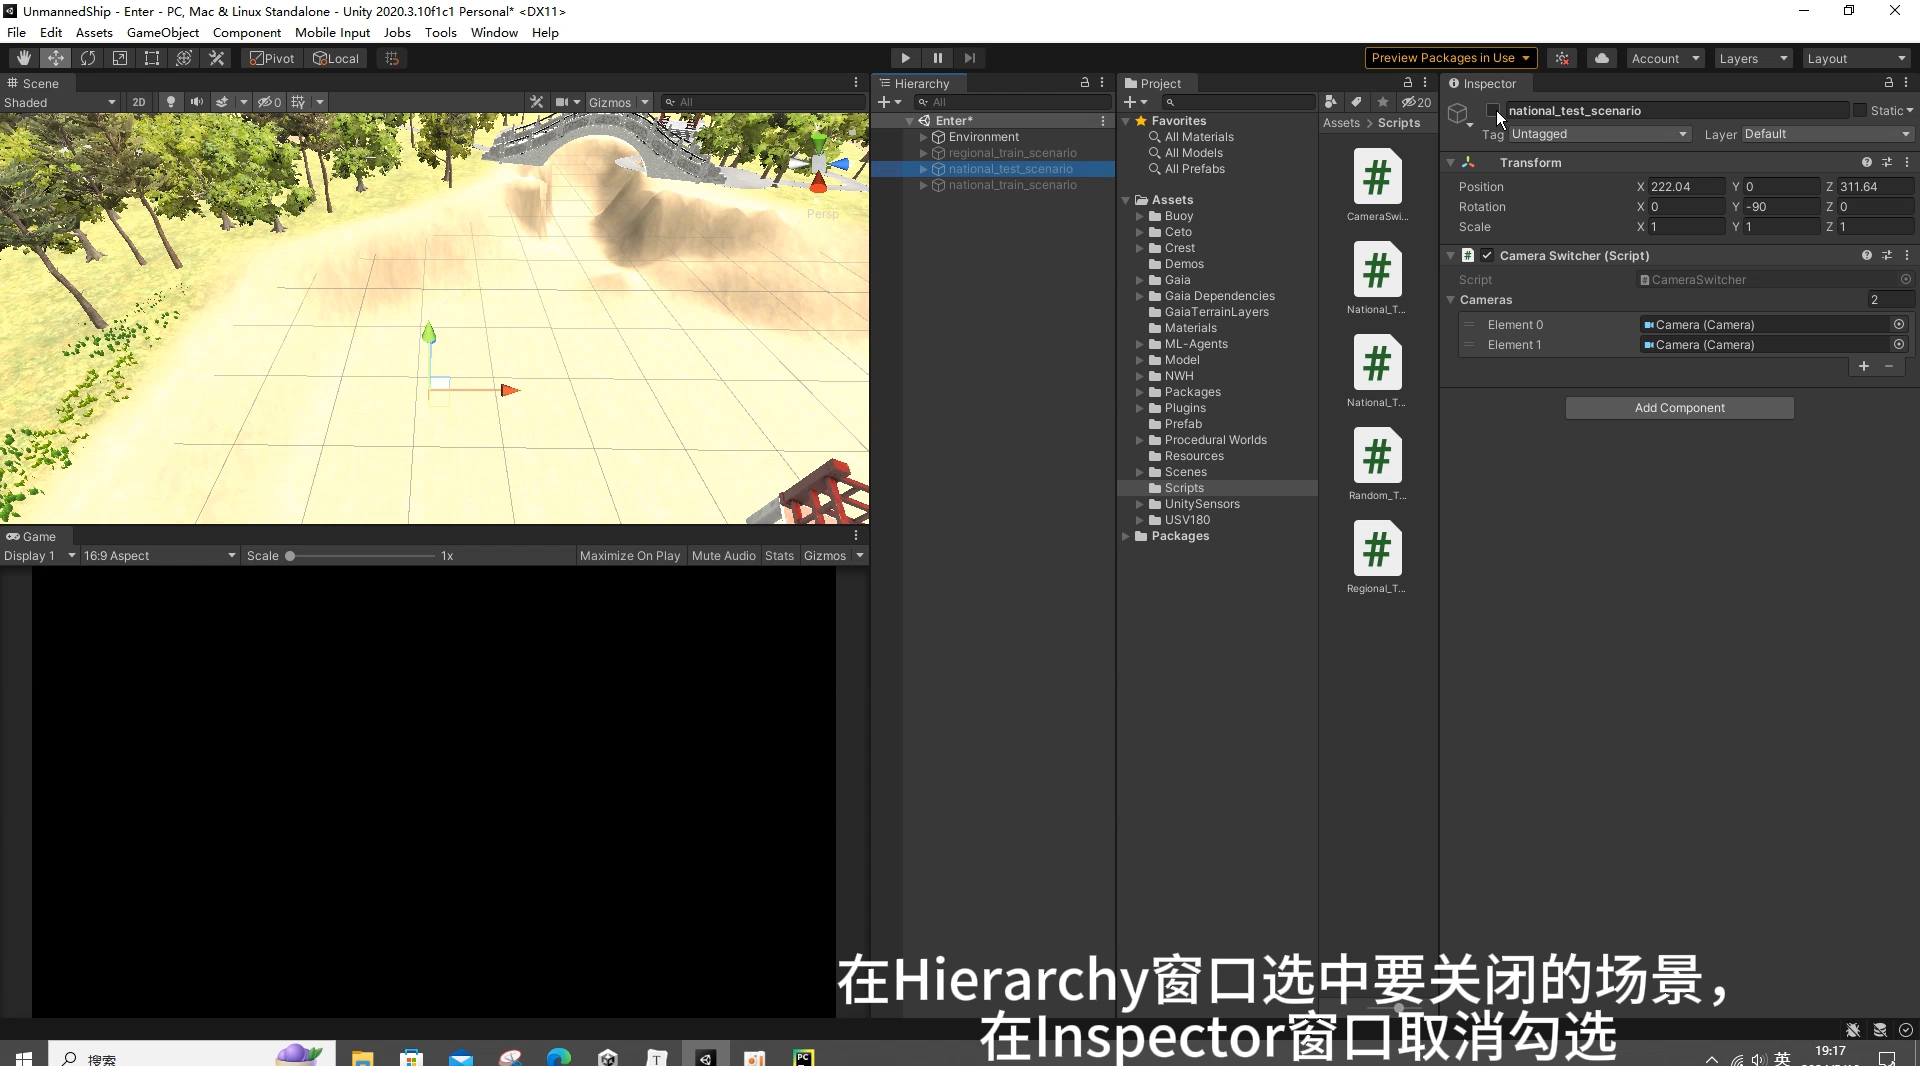 UnmannedShip - Enter - PC, Mac & Linux Standalone - Unity 2020.3.10f1c1 Personal* <DX11>
File Edit Assets GameObject Component Mobile Input Jobs Tools Window Help
Pivot Local
Preview Packages in Use
Account
Layers
Layout
Scene
Shaded
2D
0
Gizmos
All
Persp
Game
Display 1
16:9 Aspect
Scale
1x
Maximize On Play
Mute Audio
Stats
Gizmos
Hierarchy
All
Enter*
Environment
regional_train_scenario
national_test_scenario
national_train_scenario
Project
20
Favorites
All Materials
All Models
All Prefabs
Assets
Buoy
Ceto
Crest
Demos
Gaia
Gaia Dependencies
GaiaTerrainLayers
Materials
ML-Agents
Model
NWH
Packages
Plugins
Prefab
Procedural Worlds
Resources
Scenes
Scripts
UnitySensors
USV180
Packages
Assets > Scripts
CameraSwi...
National_T...
National_T...
Random_T...
Regional_T...
Inspector
national_test_scenario
Static
Tag Untagged
Layer Default
Transform
Position X 222.04 Y 0 Z 311.64
Rotation X 0 Y -90 Z 0
Scale X 1 Y 1 Z 1
Camera Switcher (Script)
Script CameraSwitcher
Cameras 2
Element 0 Camera (Camera)
Element 1 Camera (Camera)
Add Component
在Hierarchy窗口选中要关闭的场景，
在Inspector窗口取消勾选
搜索
英
19:17